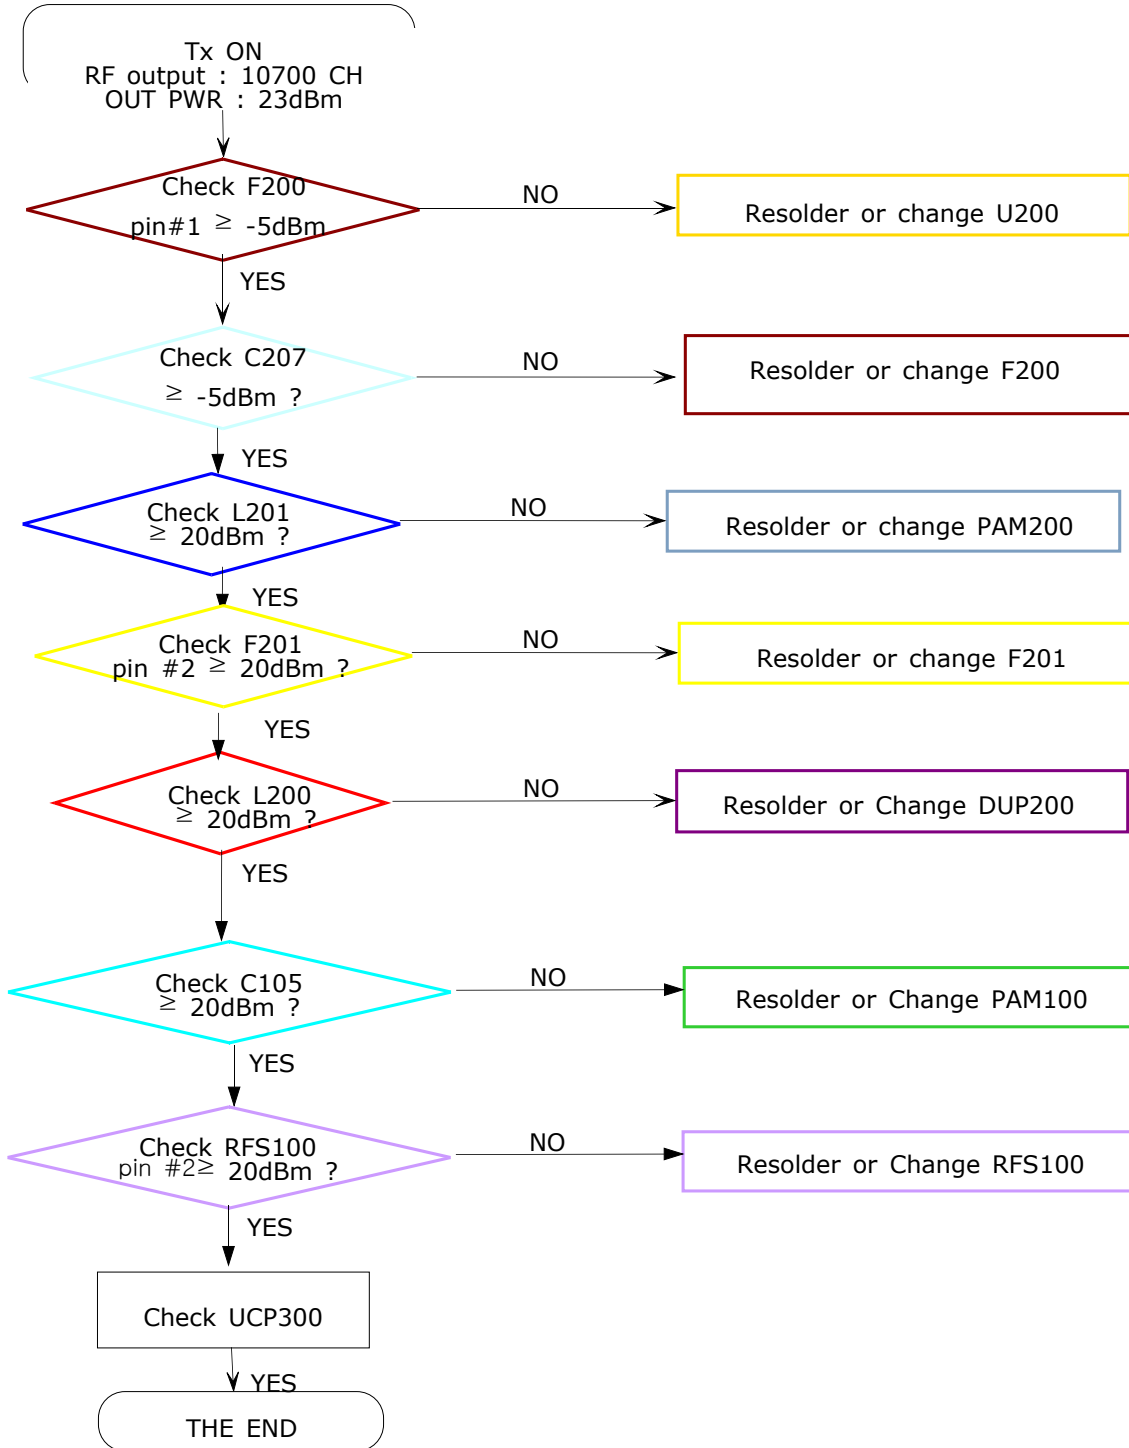 Tx ON
RF output : 10700 CH
OUT PWR : 23dBm
Check F200
pin#1 ≥ -5dBm
NO
Resolder or change U200
YES
Check C207
≥ -5dBm ?
NO
Resolder or change F200
YES
Check L201
≥ 20dBm ?
NO
Resolder or change PAM200
YES
Check F201
pin #2 ≥ 20dBm ?
NO
Resolder or change F201
YES
Check L200
≥ 20dBm ?
NO
Resolder or Change DUP200
YES
Check C105
≥ 20dBm ?
NO
Resolder or Change PAM100
YES
Check RFS100
pin #2≥ 20dBm ?
NO
Resolder or Change RFS100
YES
Check UCP300
YES
THE END